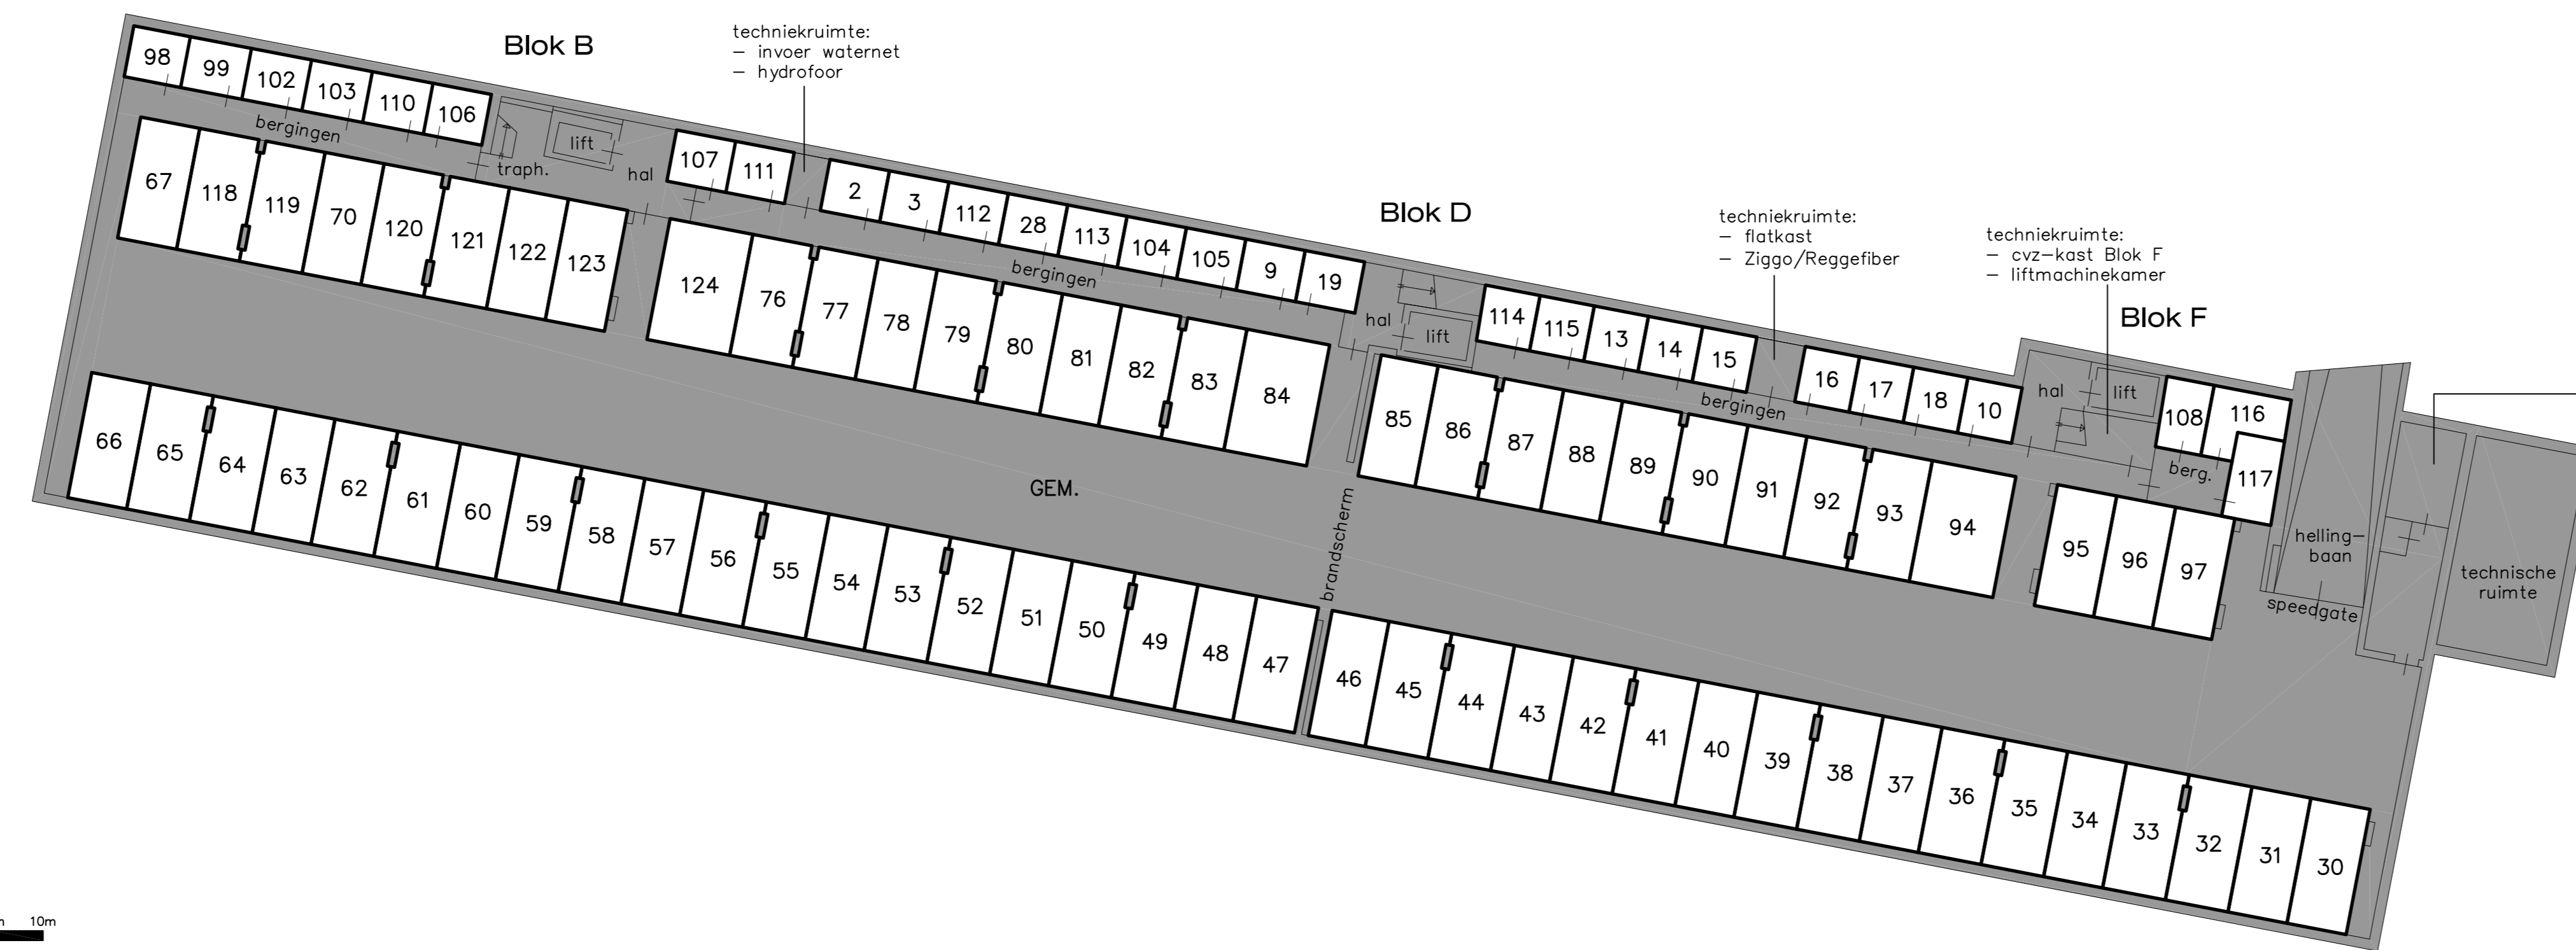 Blok B
techniekruimte:
– invoer waternet
– hydrofoor
98 99 102 103 110 106
bergingen
traph.
lift
hal
107 111
2 3 112 28 113 104 105 9 19
bergingen
67 118 119 70 120 121 122 123
124 76 77 78 79 80 81 82 83 84
Blok D
hal
lift
techniekruimte:
– flatkast
– Ziggo/Reggefiber
114 115 13 14 15
16 17 18 10
bergingen
85 86 87 88 89 90 91 92 93 94
techniekruimte:
– cvz-kast Blok F
– liftmachinekamer
Blok F
hal
lift
108 116
117
berg.
95 96 97
helling-
baan
speedgate
technische
ruimte
GEM.
brandscherm
66 65 64 63 62 61 60 59 58 57 56 55 54 53 52 51 50 49 48 47
46 45 44 43 42 41 40 39 38 37 36 35 34 33 32 31 30
10m